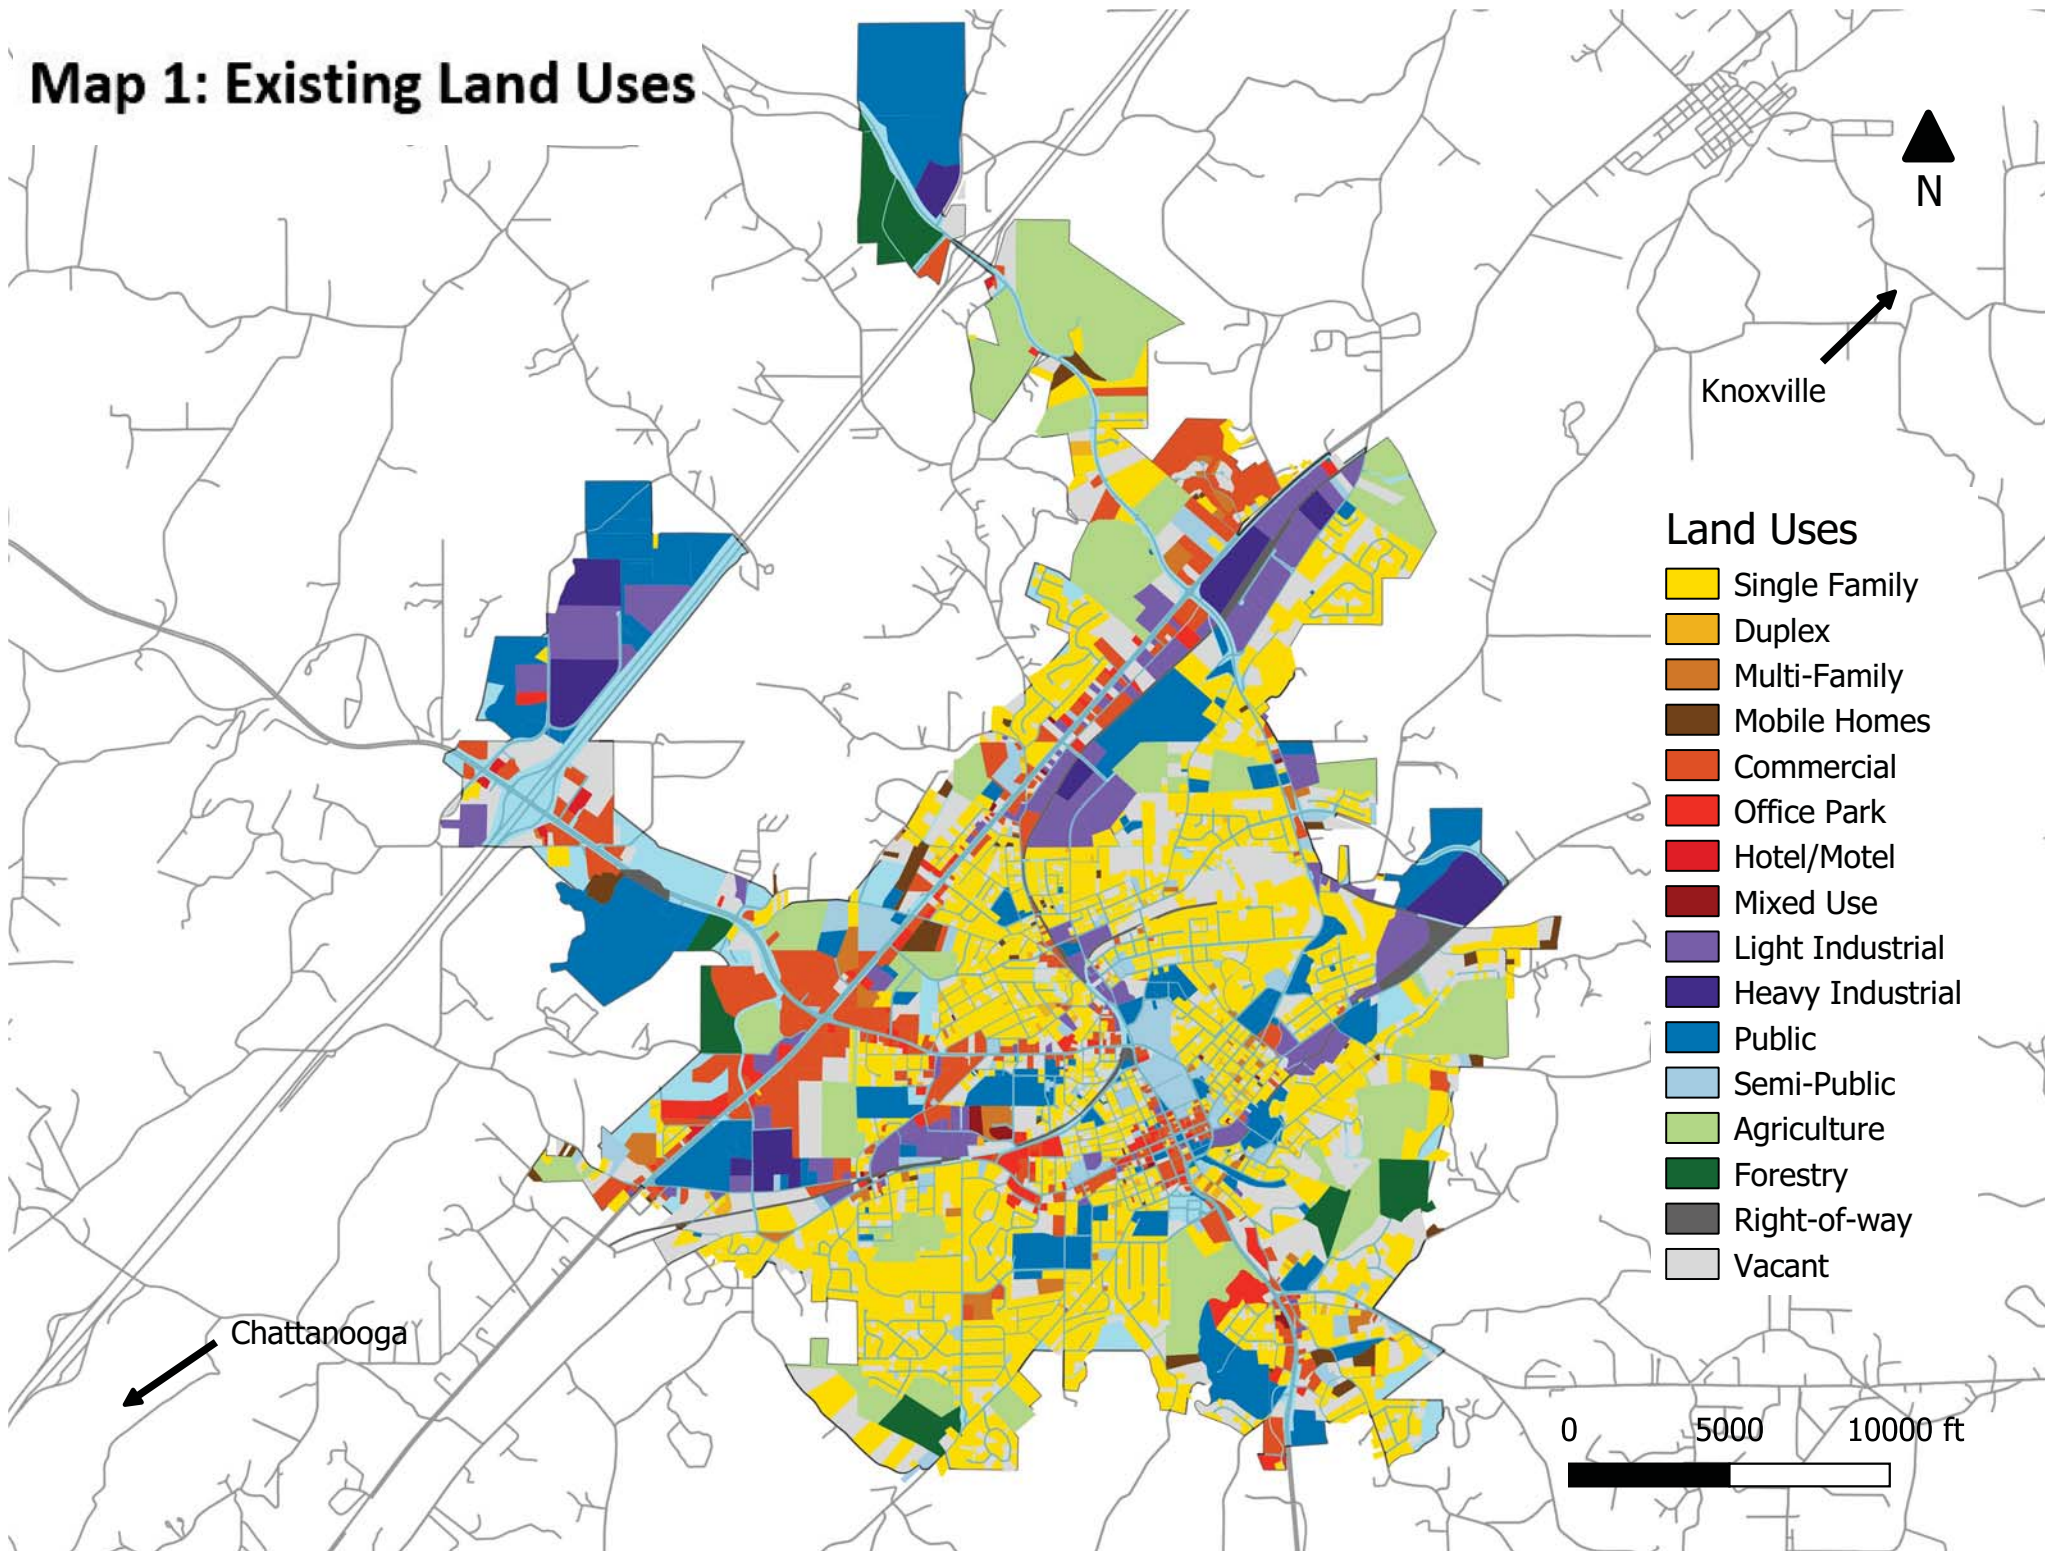 Map 1: Existing Land Uses
N
Knoxville
Land Uses
Single Family
Duplex
Multi-Family
Mobile Homes
Commercial
Office Park
Hotel/Motel
Mixed Use
Light Industrial
Heavy Industrial
Public
Semi-Public
Agriculture
Forestry
Right-of-way
Vacant
Chattanooga
0 5000 10000 ft